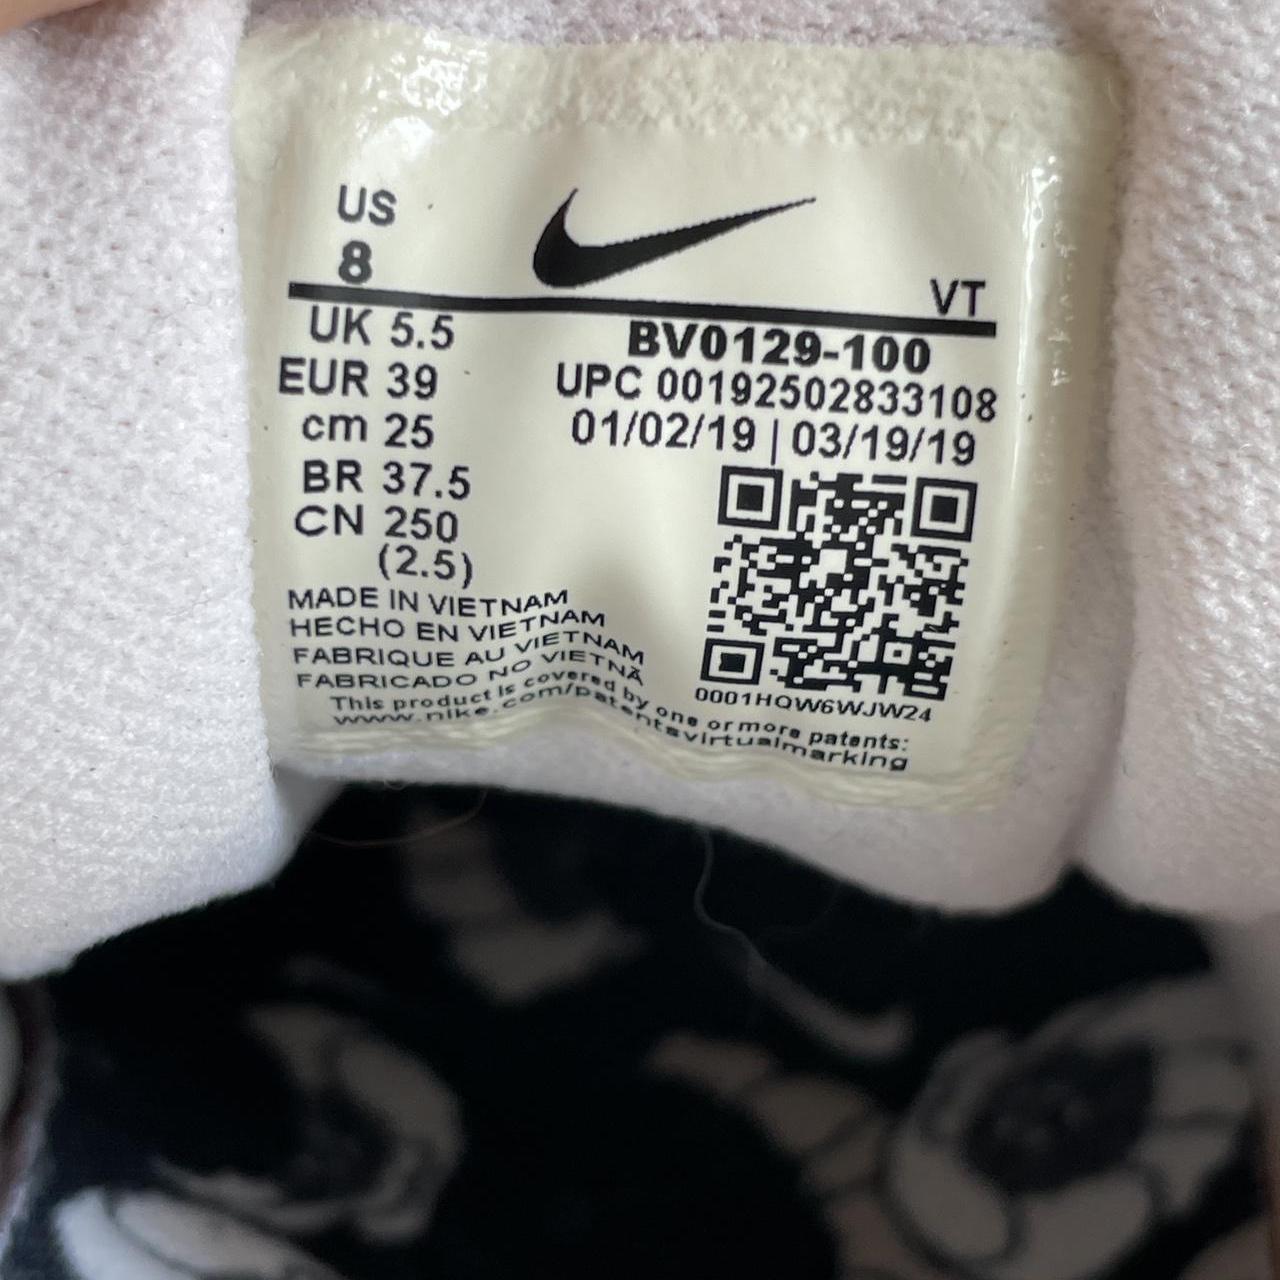 US
8
VT
UK 5.5
EUR 39
cm 25
BR 37.5
CN 250
(2.5)
BV0129-100
UPC 00192502833108
01/02/19 | 03/19/19
0001HQW6WJW24
MADE IN VIETNAM
HECHO EN VIETNAM
FABRIQUE AU VIETNAM
FABRICADO NO VIETNÃ
This product is covered by one or more patents:
www.nike.com/patentsvirtualmarking